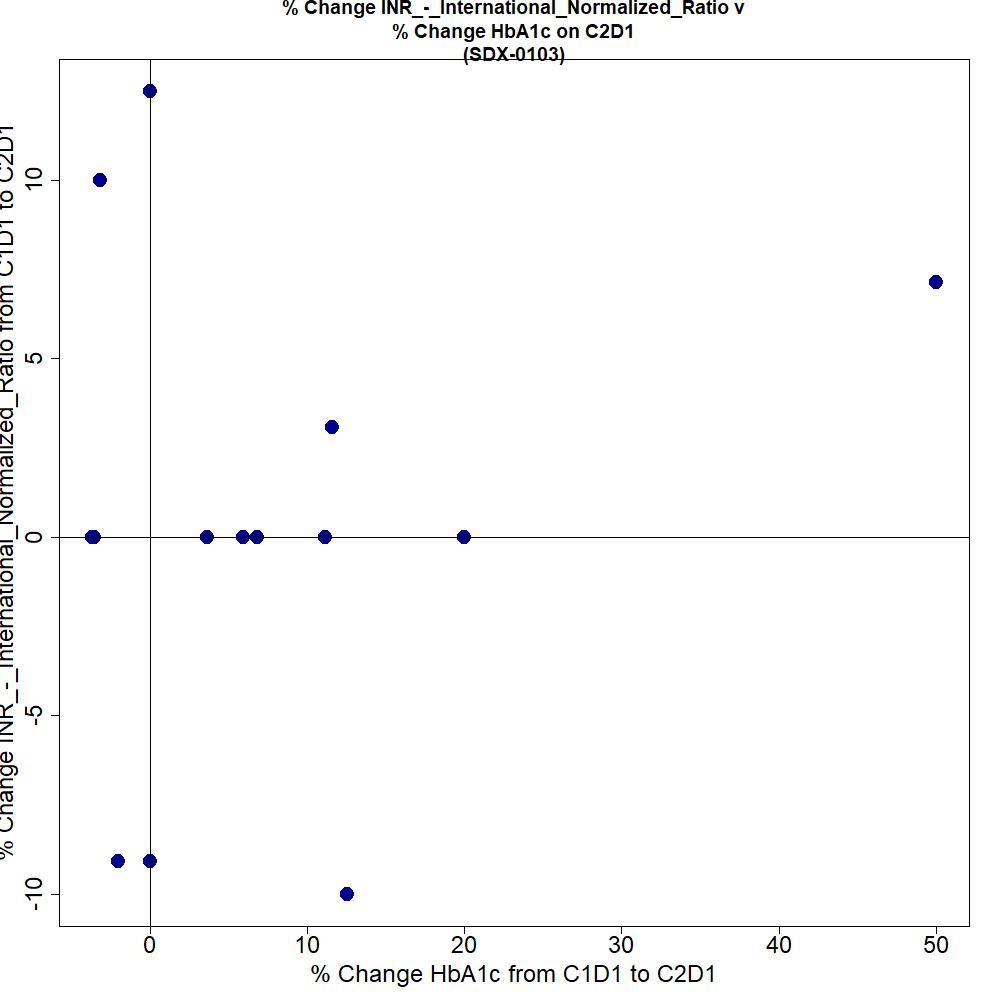 % Change INR_-_International_Normalized_Ratio v
% Change HbA1c on C2D1
(SDX-0103)
% Change INR_-_International_Normalized_Ratio from C1D1 to C2D1
10
5
0
-5
-10
0 10 20 30 40 50
% Change HbA1c from C1D1 to C2D1